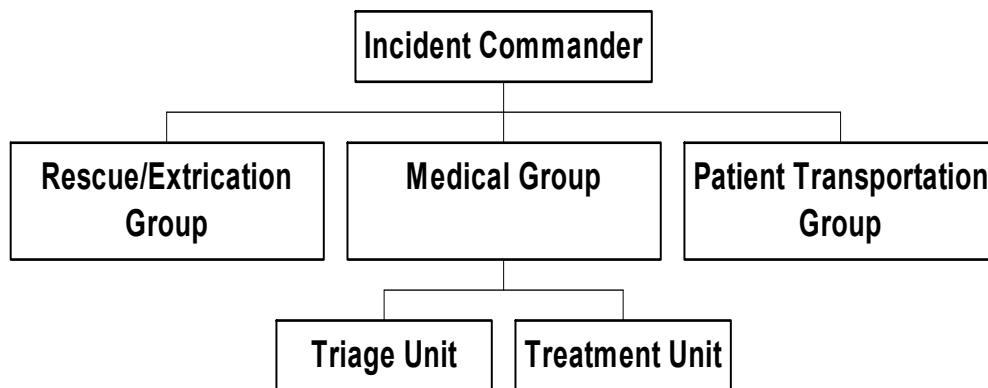 Incident Commander
Rescue/Extrication
Group
Medical Group
Patient Transportation
Group
Triage Unit
Treatment Unit